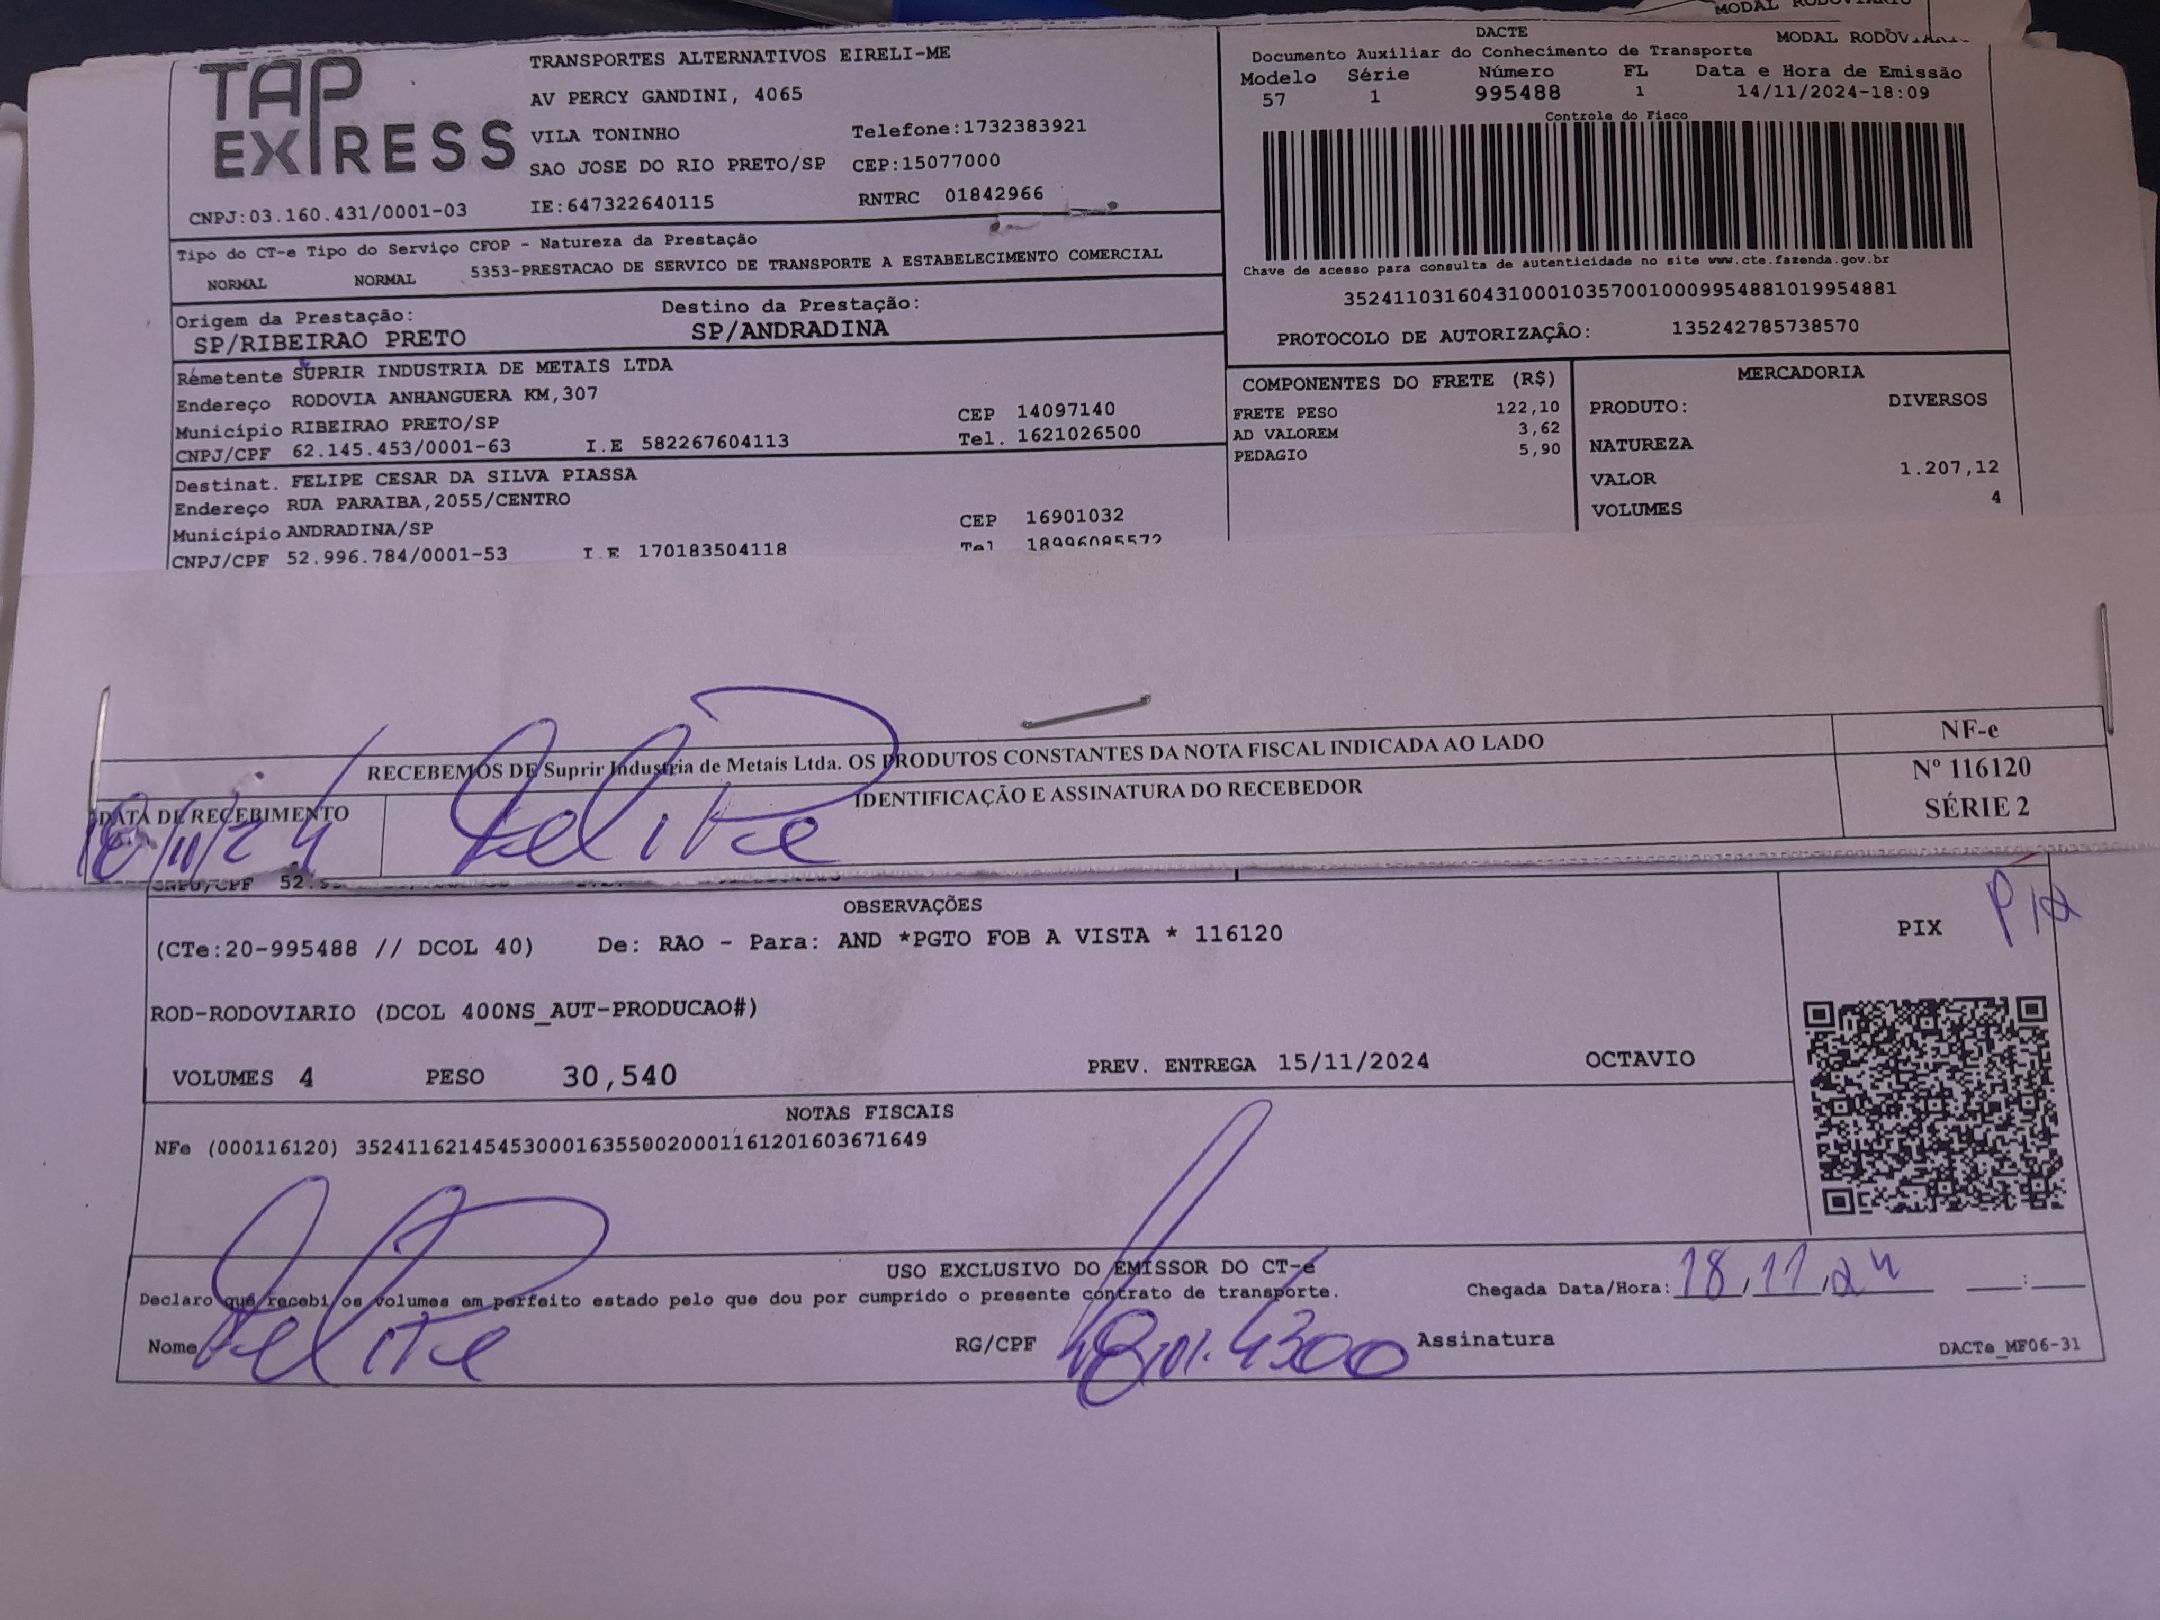 MODAL RODOVIARIO
TAP EXPRESS
TRANSPORTES ALTERNATIVOS EIRELI-ME
AV PERCY GANDINI, 4065
VILA TONINHO Telefone:1732383921
SAO JOSE DO RIO PRETO/SP CEP:15077000
CNPJ:03.160.431/0001-03 IE:647322640115 RNTRC 01842966
DACTE MODAL RODOVIARIO
Documento Auxiliar do Conhecimento de Transporte
Modelo Série Número FL Data e Hora de Emissão
57 1 995488 1 14/11/2024-18:09
Controle do Fisco
Chave de acesso para consulta de autenticidade no site www.cte.fazenda.gov.br
35241103160431000103570010009954881019954881
PROTOCOLO DE AUTORIZAÇÃO: 135242785738570
Tipo do CT-e Tipo do Serviço CFOP - Natureza da Prestação
NORMAL NORMAL 5353-PRESTACAO DE SERVICO DE TRANSPORTE A ESTABELECIMENTO COMERCIAL
Origem da Prestação: Destino da Prestação:
SP/RIBEIRAO PRETO SP/ANDRADINA
Remetente SUPRIR INDUSTRIA DE METAIS LTDA
Endereço RODOVIA ANHANGUERA KM,307
Município RIBEIRAO PRETO/SP CEP 14097140
CNPJ/CPF 62.145.453/0001-63 I.E 582267604113 Tel. 1621026500
Destinat. FELIPE CESAR DA SILVA PIASSA
Endereço RUA PARAIBA,2055/CENTRO
Município ANDRADINA/SP CEP 16901032
CNPJ/CPF 52.996.784/0001-53 I.E 170183504118 Tel 18996085572
COMPONENTES DO FRETE (R$)
FRETE PESO 122,10
AD VALOREM 3,62
PEDAGIO 5,90
MERCADORIA
PRODUTO: DIVERSOS
NATUREZA
VALOR 1.207,12
VOLUMES 4
RECEBEMOS DE Suprir Industria de Metais Ltda. OS PRODUTOS CONSTANTES DA NOTA FISCAL INDICADA AO LADO
NF-e
Nº 116120
SÉRIE 2
DATA DE RECEBIMENTO IDENTIFICAÇÃO E ASSINATURA DO RECEBEDOR
18/11/24 Felipe
CNPJ/CPF
OBSERVAÇÕES
(CTe:20-995488 // DCOL 40) De: RAO - Para: AND *PGTO FOB A VISTA * 116120
ROD-RODOVIARIO (DCOL 400NS_AUT-PRODUCAO#)
VOLUMES 4 PESO 30,540 PREV. ENTREGA 15/11/2024 OCTAVIO
PIX Pix
NOTAS FISCAIS
NFe (000116120) 35241162145453000163550020001161201603671649
USO EXCLUSIVO DO EMISSOR DO CT-e
Declaro que recebi os volumes em perfeito estado pelo que dou por cumprido o presente contrato de transporte.
Chegada Data/Hora: 18/11/24 :
Nome Felipe RG/CPF Assinatura
DACTe_MF06-31